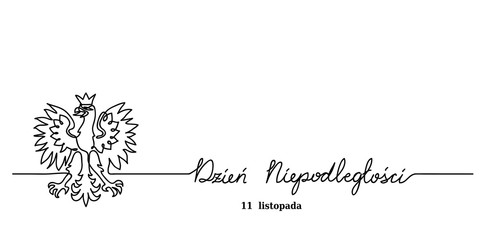 Dzień Niepodległości
11 listopada